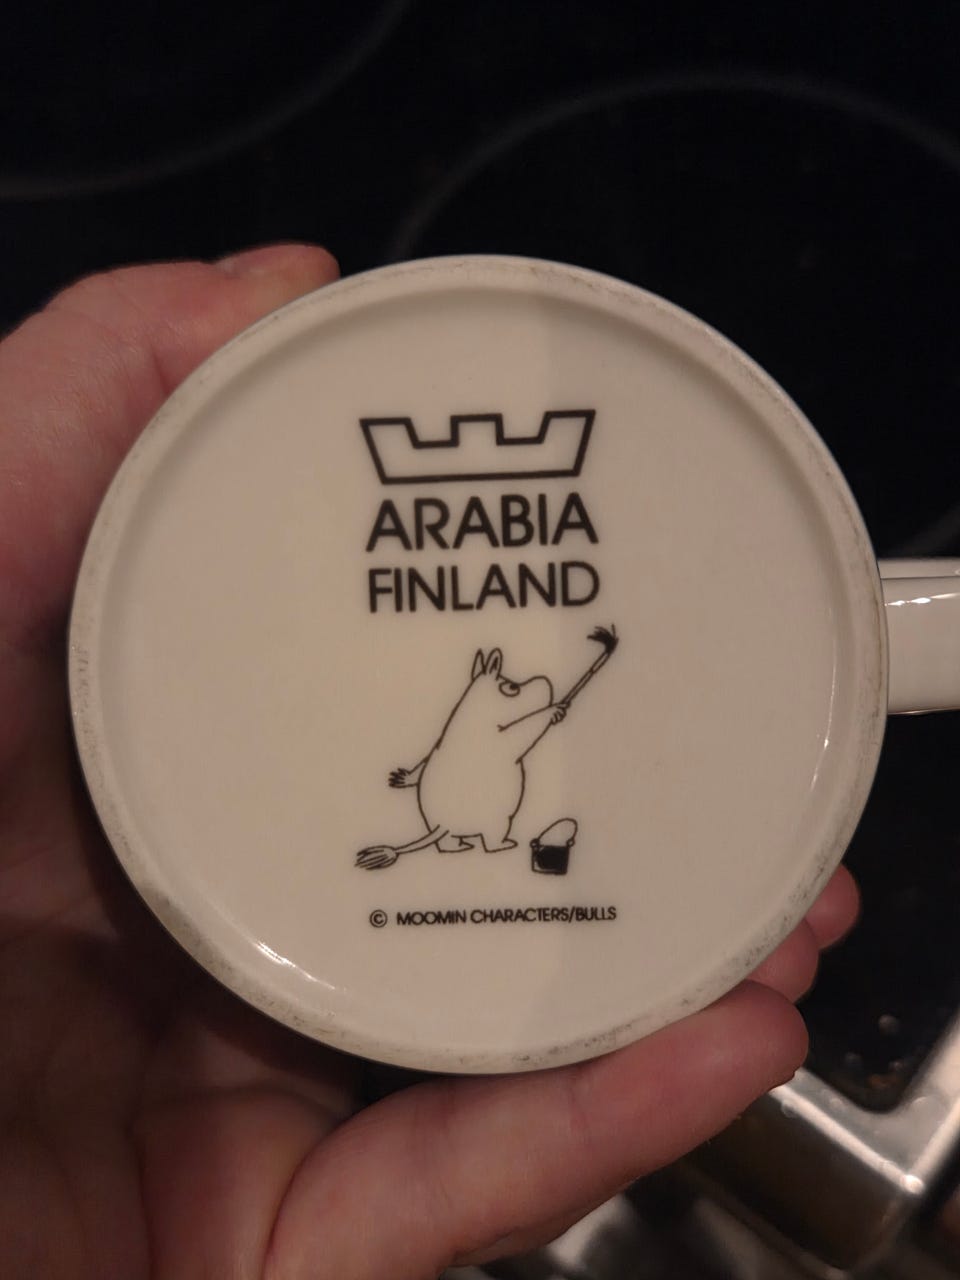 ARABIA
FINLAND
© MOOMIN CHARACTERS/BULLS